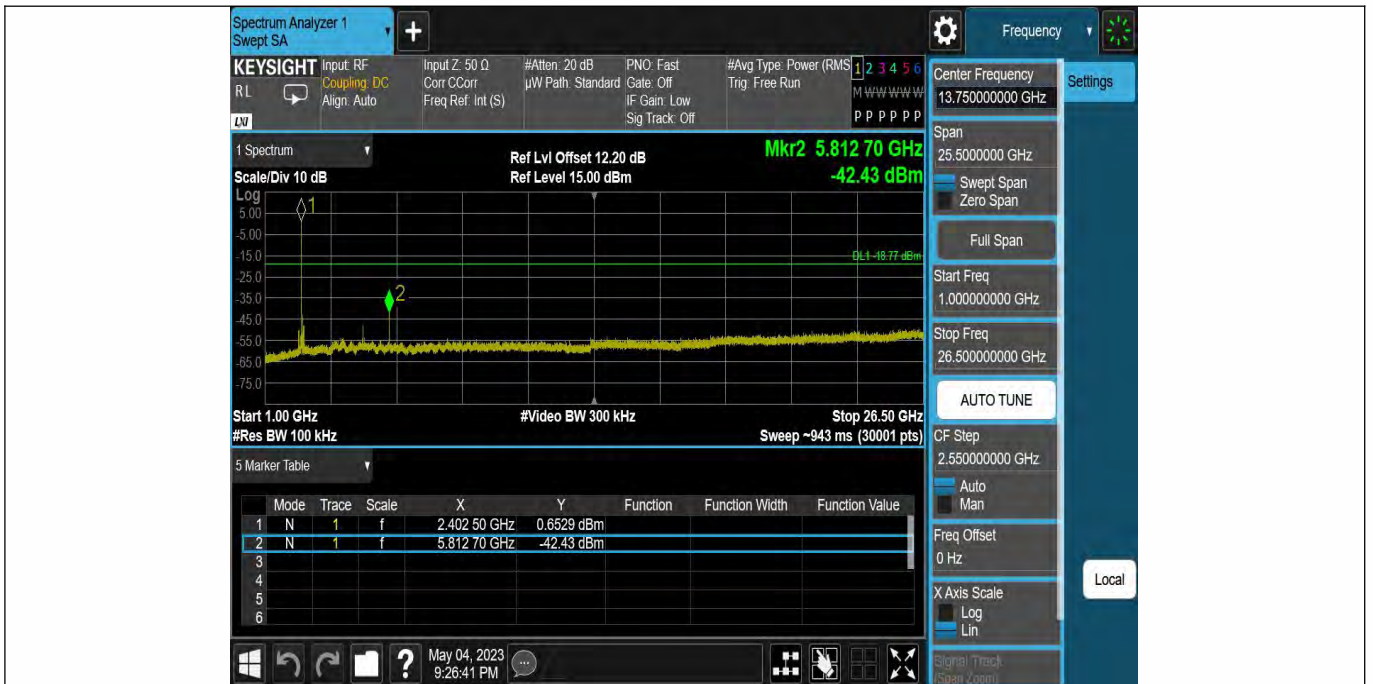 Spectrum Analyzer 1
Swept SA
Frequency
KEYSIGHT
RL
LXI
Input: RF
Coupling: DC
Align: Auto
Input Z: 50 Ω
Corr CCorr
Freq Ref: Int (S)
#Atten: 20 dB
µW Path: Standard
PNO: Fast
Gate: Off
IF Gain: Low
Sig Track: Off
#Avg Type: Power (RMS
Trig: Free Run
1 2 3 4 5 6
M W W W W W
P P P P P P
1 Spectrum
Scale/Div 10 dB
Ref Lvl Offset 12.20 dB
Ref Level 15.00 dBm
Mkr2 5.812 70 GHz
-42.43 dBm
Log
5.00
-5.00
-15.0
-25.0
-35.0
-45.0
-55.0
-65.0
-75.0
1
2
DL1 -18.77 dBm
Start 1.00 GHz
#Video BW 300 kHz
Stop 26.50 GHz
#Res BW 100 kHz
Sweep ~943 ms (30001 pts)
5 Marker Table
Mode Trace Scale X Y Function Function Width Function Value
1 N 1 f 2.402 50 GHz 0.6529 dBm
2 N 1 f 5.812 70 GHz -42.43 dBm
3
4
5
6
?
May 04, 2023
9:26:41 PM
Center Frequency
13.750000000 GHz
Span
25.5000000 GHz
Swept Span
Zero Span
Full Span
Start Freq
1.000000000 GHz
Stop Freq
26.500000000 GHz
AUTO TUNE
CF Step
2.550000000 GHz
Auto
Man
Freq Offset
0 Hz
X Axis Scale
Log
Lin
Signal Track
(Span Zoom)
Settings
Local